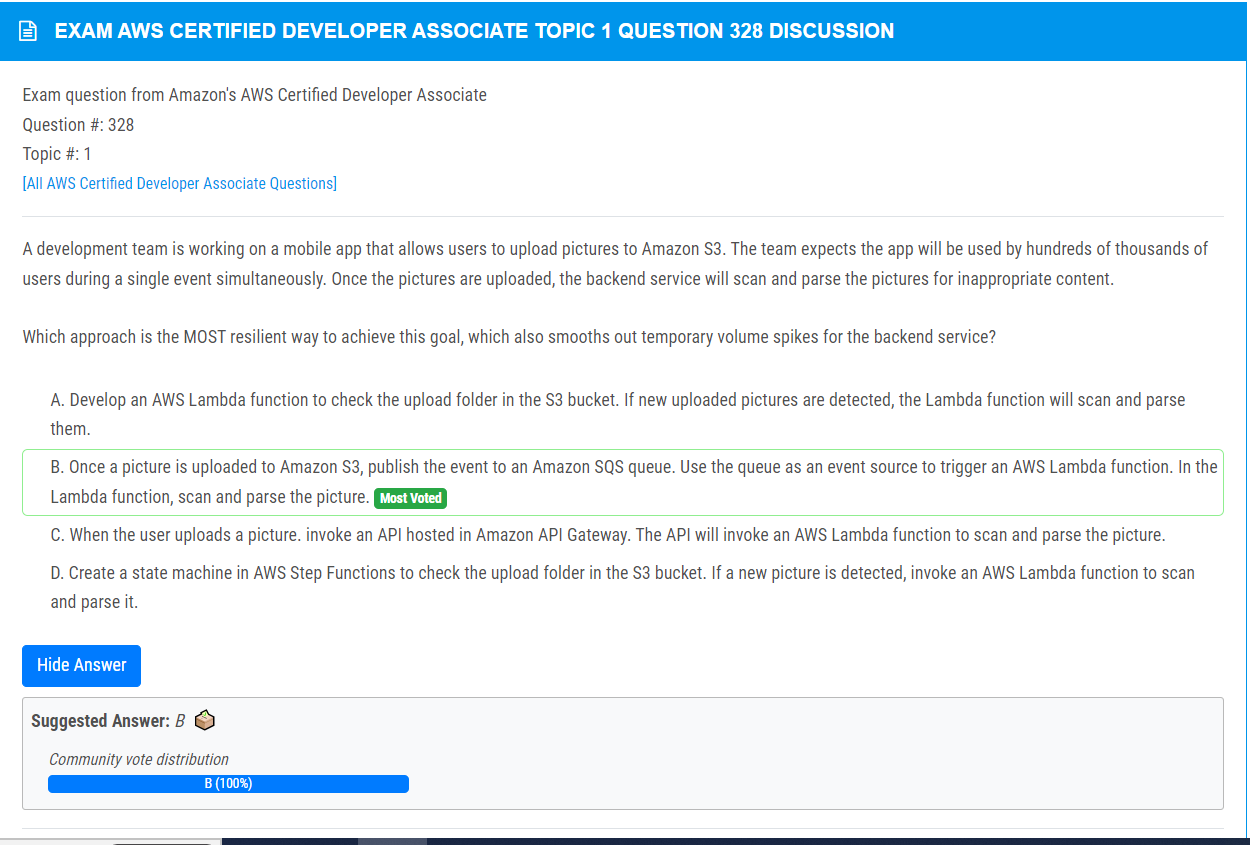 EXAM AWS CERTIFIED DEVELOPER ASSOCIATE TOPIC 1 QUESTION 328 DISCUSSION
Exam question from Amazon's AWS Certified Developer Associate
Question #: 328
Topic #: 1
[All AWS Certified Developer Associate Questions]
A development team is working on a mobile app that allows users to upload pictures to Amazon S3. The team expects the app will be used by hundreds of thousands of
users during a single event simultaneously. Once the pictures are uploaded, the backend service will scan and parse the pictures for inappropriate content.
Which approach is the MOST resilient way to achieve this goal, which also smooths out temporary volume spikes for the backend service?
A. Develop an AWS Lambda function to check the upload folder in the S3 bucket. If new uploaded pictures are detected, the Lambda function will scan and parse
them.
B. Once a picture is uploaded to Amazon S3, publish the event to an Amazon SQS queue. Use the queue as an event source to trigger an AWS Lambda function. In the
Lambda function, scan and parse the picture. Most Voted
C. When the user uploads a picture. invoke an API hosted in Amazon API Gateway. The API will invoke an AWS Lambda function to scan and parse the picture.
D. Create a state machine in AWS Step Functions to check the upload folder in the S3 bucket. If a new picture is detected, invoke an AWS Lambda function to scan
and parse it.
Hide Answer
Suggested Answer: B
Community vote distribution
B (100%)